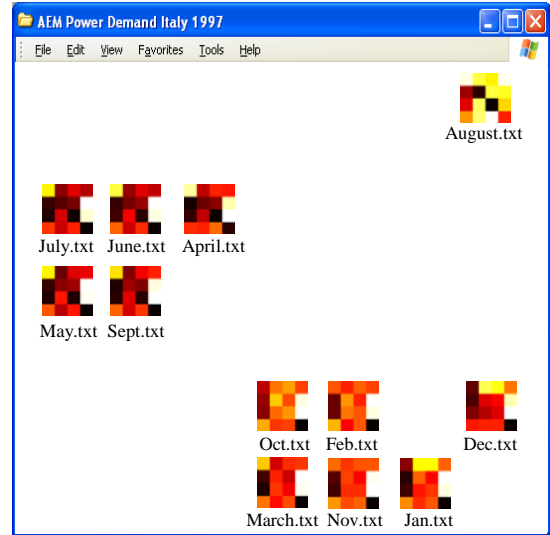 AEM Power Demand Italy 1997
File Edit View Favorites Tools Help
August.txt
July.txt June.txt April.txt
May.txt Sept.txt
Oct.txt Feb.txt Dec.txt
March.txt Nov.txt Jan.txt